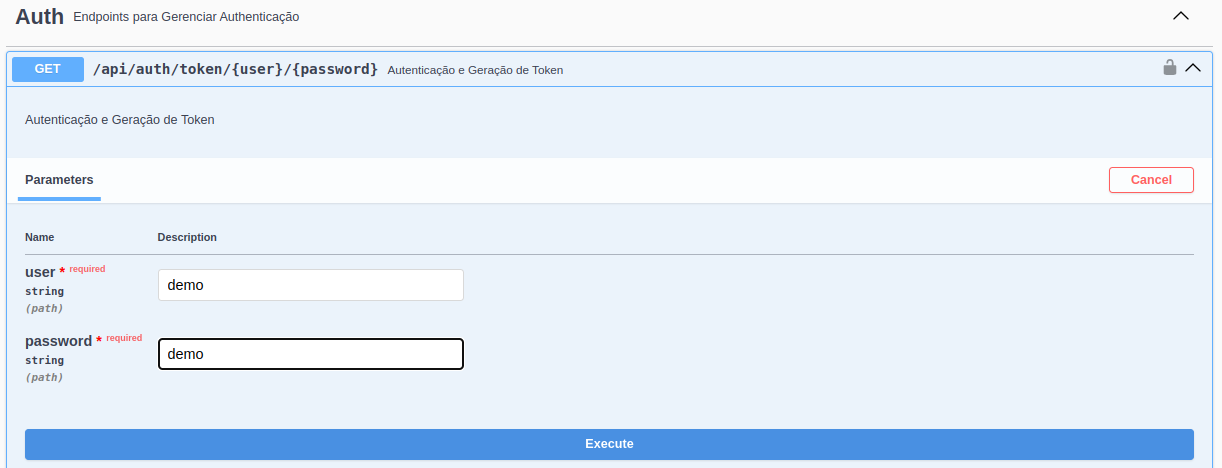 Auth Endpoints para Gerenciar Authenticação
GET /api/auth/token/{user}/{password} Autenticação e Geração de Token
Autenticação e Geração de Token
Parameters Cancel
Name Description
user * required
string
(path)
demo
password * required
string
(path)
demo
Execute